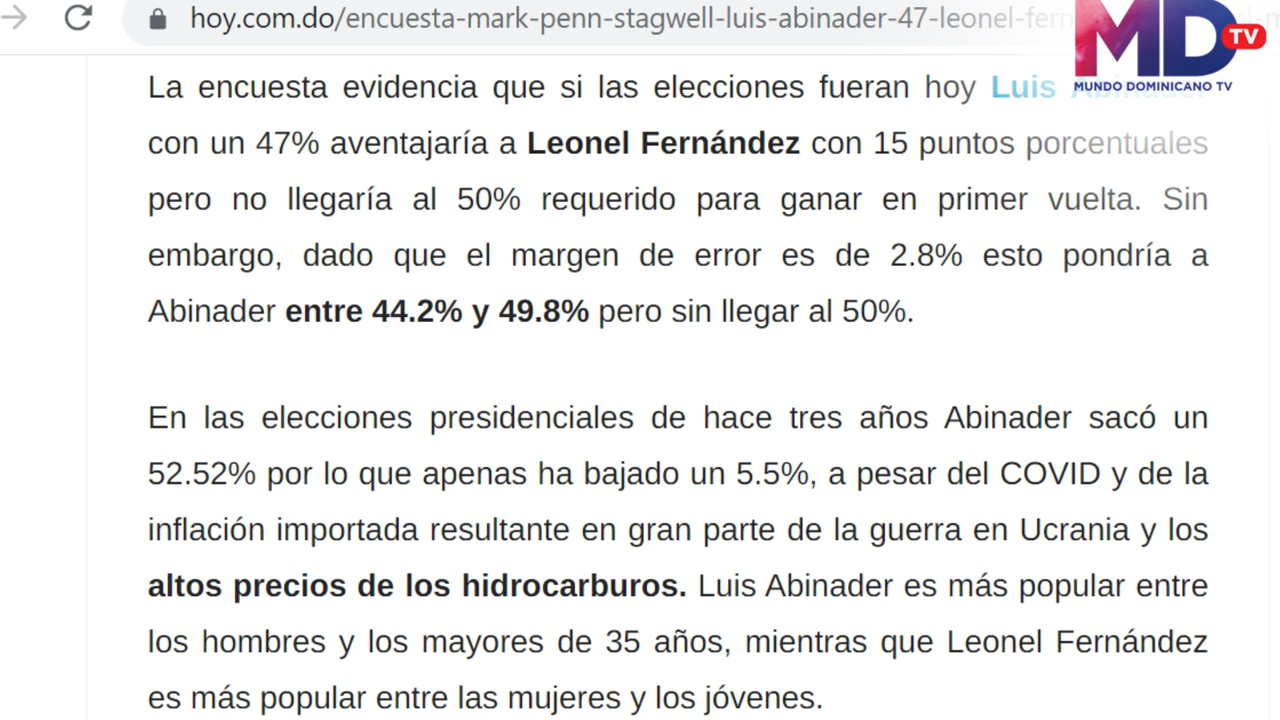 hoy.com.do/encuesta-mark-penn-stagwell-luis-abinader-47-leonel-fern
MD TV
MUNDO DOMINICANO TV
La encuesta evidencia que si las elecciones fueran hoy Luis Abinader
con un 47% aventajaría a Leonel Fernández con 15 puntos porcentuales
pero no llegaría al 50% requerido para ganar en primer vuelta. Sin
embargo, dado que el margen de error es de 2.8% esto pondría a
Abinader entre 44.2% y 49.8% pero sin llegar al 50%.
En las elecciones presidenciales de hace tres años Abinader sacó un
52.52% por lo que apenas ha bajado un 5.5%, a pesar del COVID y de la
inflación importada resultante en gran parte de la guerra en Ucrania y los
altos precios de los hidrocarburos. Luis Abinader es más popular entre
los hombres y los mayores de 35 años, mientras que Leonel Fernández
es más popular entre las mujeres y los jóvenes.